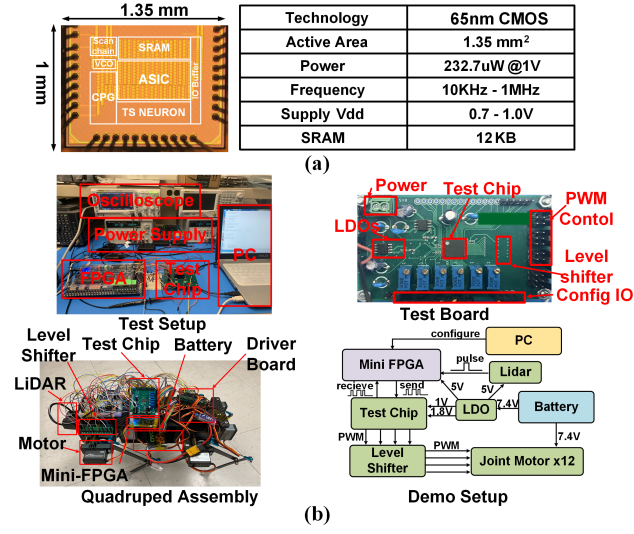 1.35 mm
1 mm
Scan
chain
SRAM
VCO
ASIC
IO Buffer
CPG
TS NEURON
Technology 65nm CMOS
Active Area 1.35 mm²
Power 232.7uW @1V
Frequency 10KHz - 1MHz
Supply Vdd 0.7 - 1.0V
SRAM 12 KB
(a)
Oscilloscope
Power Supply
PC
FPGA
Test
Chip
Test Setup
Power
Test Chip
LDOs
PWM
Contol
Level
shifter
Config IO
Test Board
Level
Shifter
Test Chip
Battery
Driver
Board
LiDAR
Motor
Mini-FPGA
Quadruped Assembly
configure
PC
Mini FPGA
pulse
Lidar
5V
5V
recieve
send
Test Chip
1V
1.8V
LDO
7.4V
Battery
PWM
7.4V
Level
Shifter
PWM
Joint Motor x12
Demo Setup
(b)